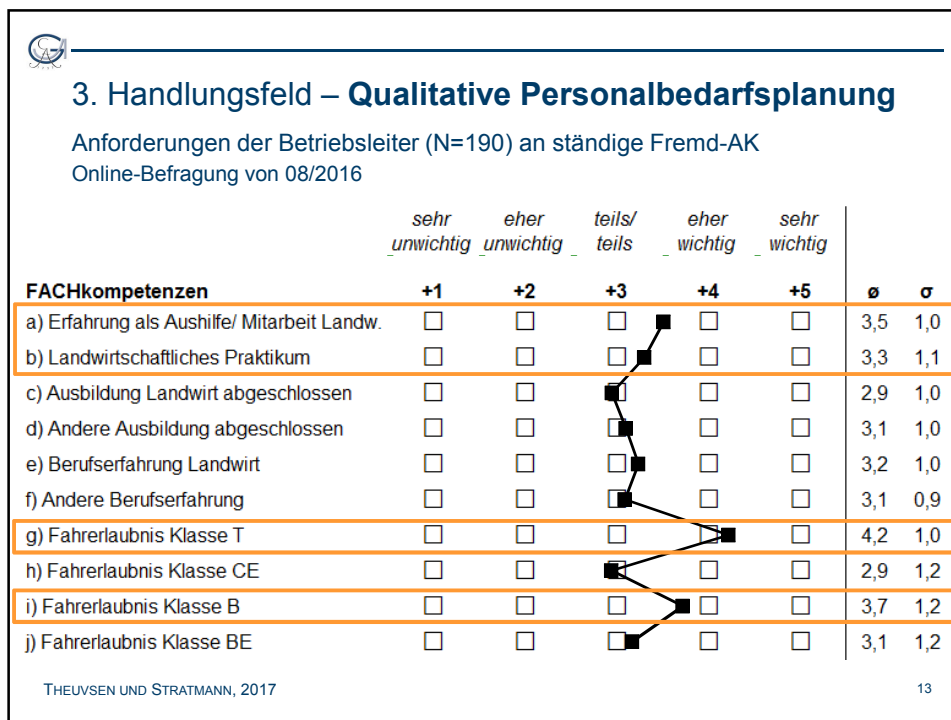 3. Handlungsfeld – Qualitative Personalbedarfsplanung
Anforderungen der Betriebsleiter (N=190) an ständige Fremd-AK
Online-Befragung von 08/2016
sehr eher teils/ eher sehr
_unwichtig _unwichtig _ teils _ wichtig _ wichtig
FACHkompetenzen +1 +2 +3 +4 +5 ø σ
a) Erfahrung als Aushilfe/ Mitarbeit Landw. 3,5 1,0
b) Landwirtschaftliches Praktikum 3,3 1,1
c) Ausbildung Landwirt abgeschlossen 2,9 1,0
d) Andere Ausbildung abgeschlossen 3,1 1,0
e) Berufserfahrung Landwirt 3,2 1,0
f) Andere Berufserfahrung 3,1 0,9
g) Fahrerlaubnis Klasse T 4,2 1,0
h) Fahrerlaubnis Klasse CE 2,9 1,2
i) Fahrerlaubnis Klasse B 3,7 1,2
j) Fahrerlaubnis Klasse BE 3,1 1,2
THEUVSEN UND STRATMANN, 2017 13